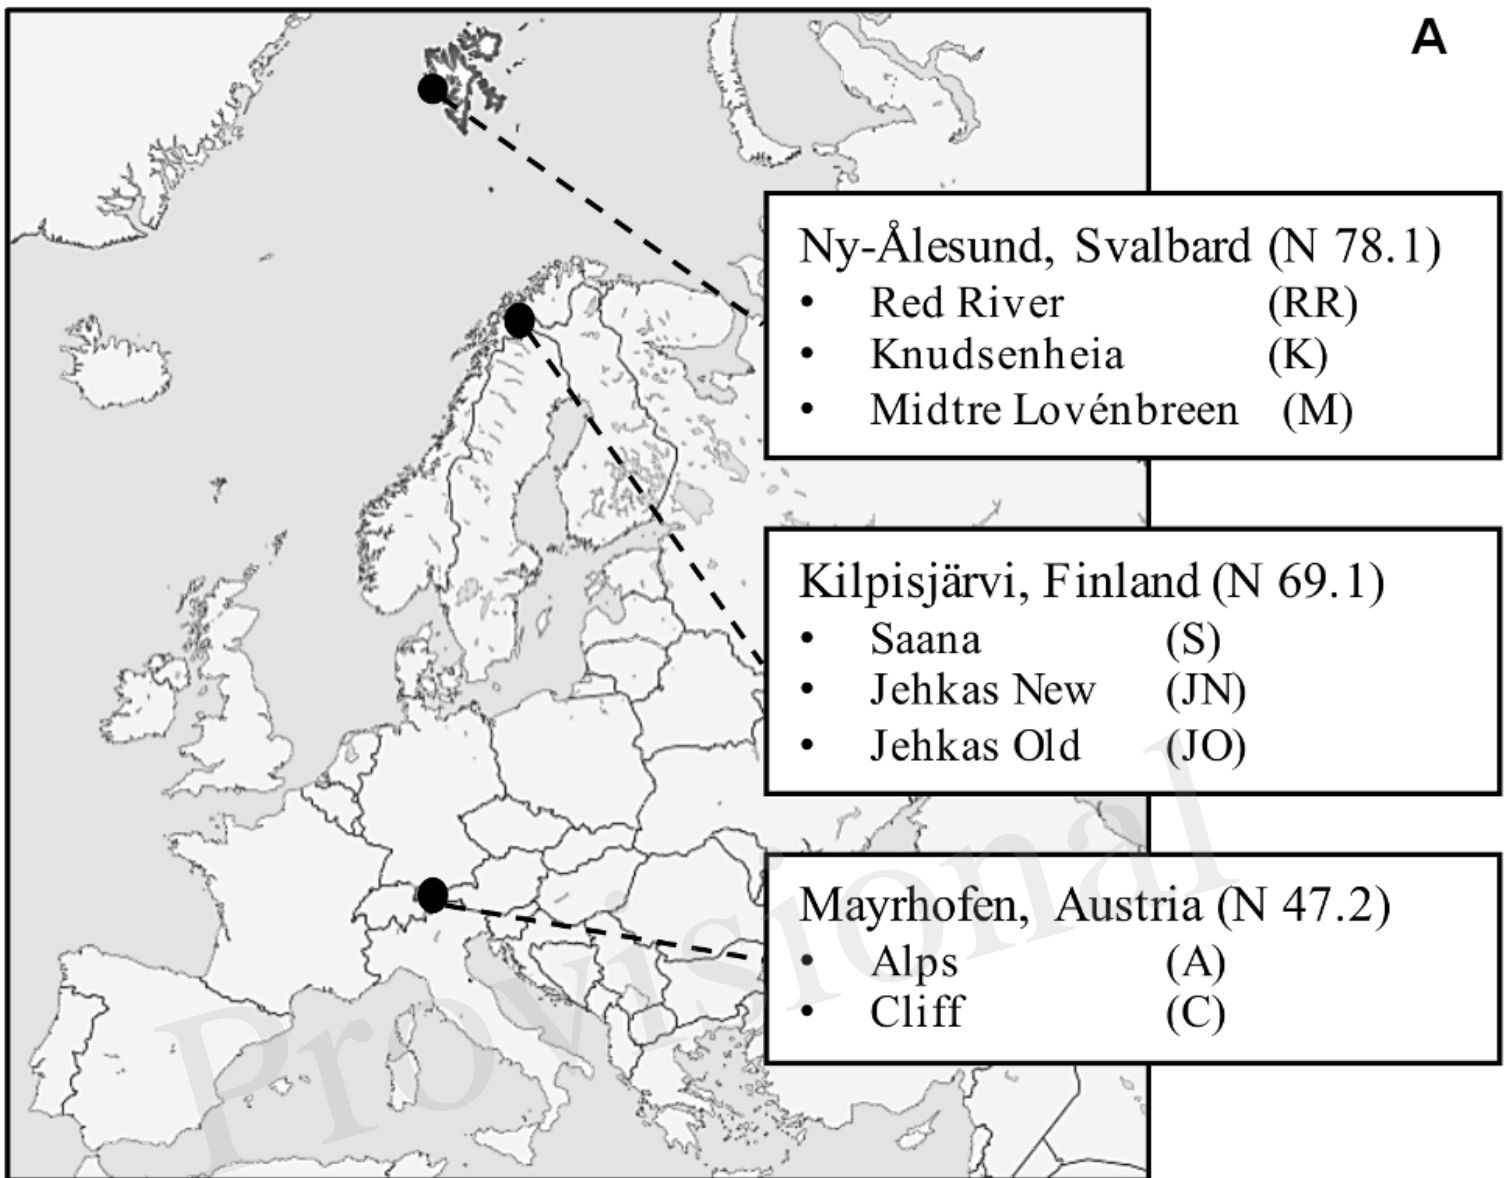 A
Ny-Ålesund, Svalbard (N 78.1)
• Red River (RR)
• Knudsenheia (K)
• Midtre Lovénbreen (M)
Kilpisjärvi, Finland (N 69.1)
• Saana (S)
• Jehkas New (JN)
• Jehkas Old (JO)
Mayrhofen, Austria (N 47.2)
• Alps (A)
• Cliff (C)
Provisional